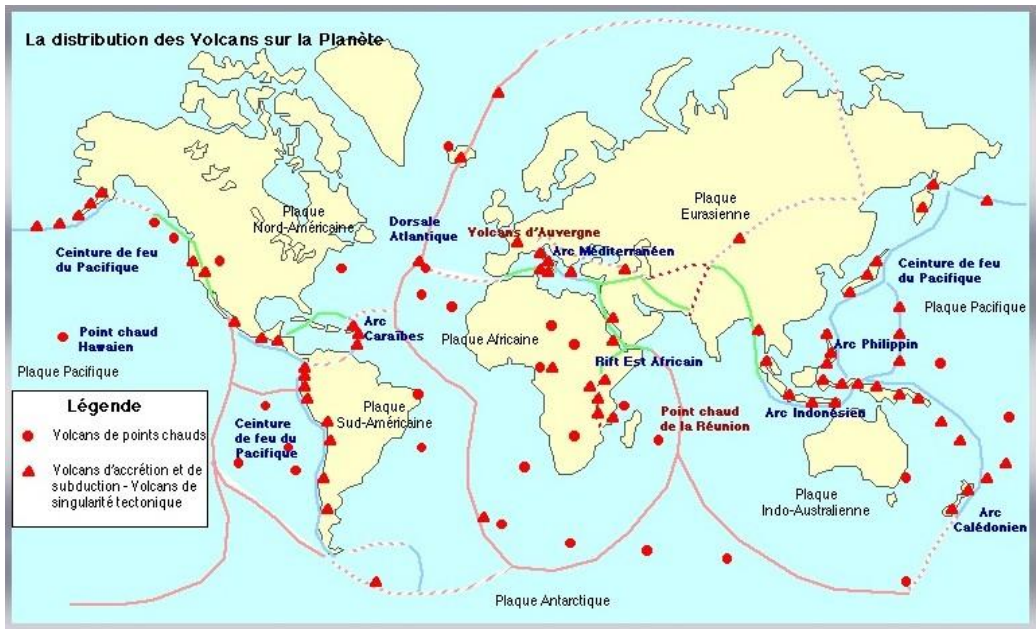 La distribution des Volcans sur la Planète
Plaque
Nord-Américaine
Dorsale
Atlantique
Volcans d'Auvergne
Arc Méditerranéen
Plaque
Eurasienne
Ceinture de feu
du Pacifique
Ceinture de feu
du Pacifique
Plaque Pacifique
Point chaud
Hawaien
Plaque Pacifique
Arc
Caraïbes
Plaque Africaine
Rift Est Africain
Arc Philippin
Plaque
Sud-Américaine
Ceinture
de feu du
Pacifique
Point chaud
de la Réunion
Arc Indonésien
Plaque
Indo-Australienne
Arc
Calédonien
Plaque Antarctique
Légende
Volcans de points chauds
Volcans d'accrétion et de
subduction - Volcans de
singularité tectonique